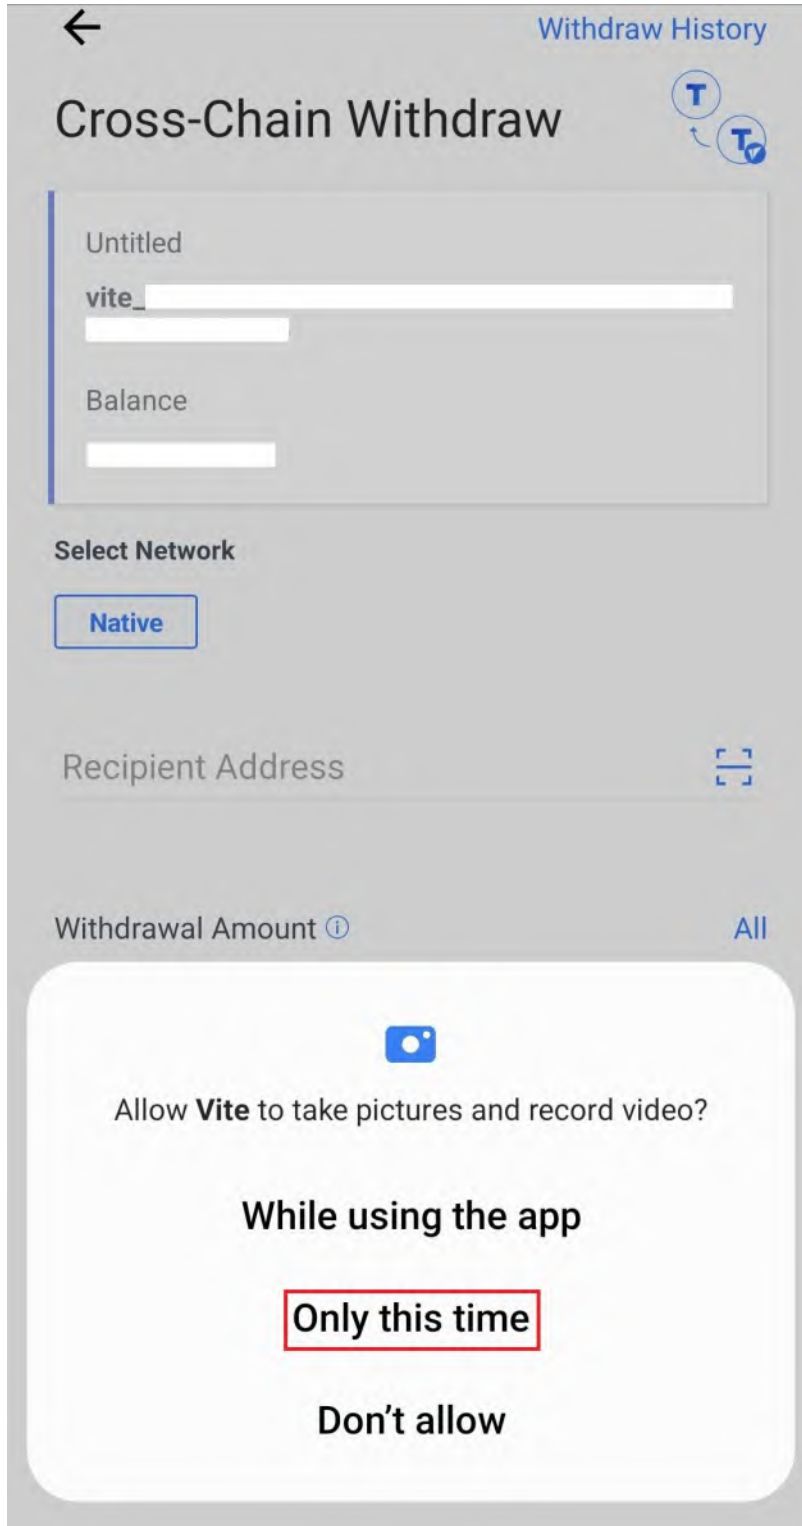 Withdraw History
Cross-Chain Withdraw
T
T
Untitled
vite_
Balance
Select Network
Native
Recipient Address
Withdrawal Amount
All
Allow Vite to take pictures and record video?
While using the app
Only this time
Don’t allow